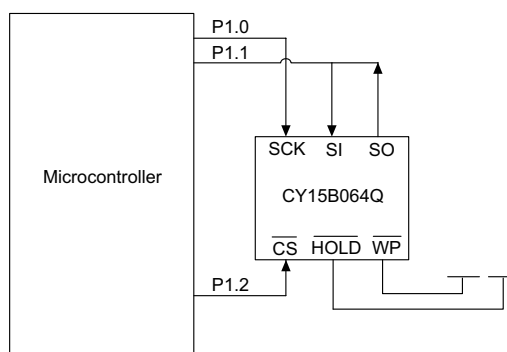 P1.0
P1.1
SCK SI SO
Microcontroller
CY15B064Q
CS HOLD WP
P1.2